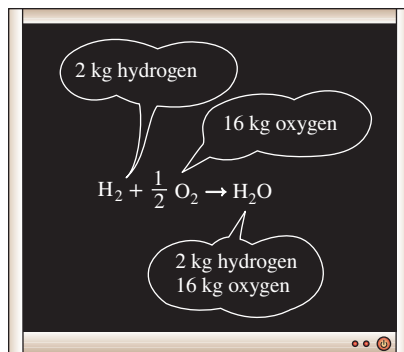 2 kg hydrogen
16 kg oxygen
H₂ + 1/2 O₂ → H₂O
2 kg hydrogen
16 kg oxygen